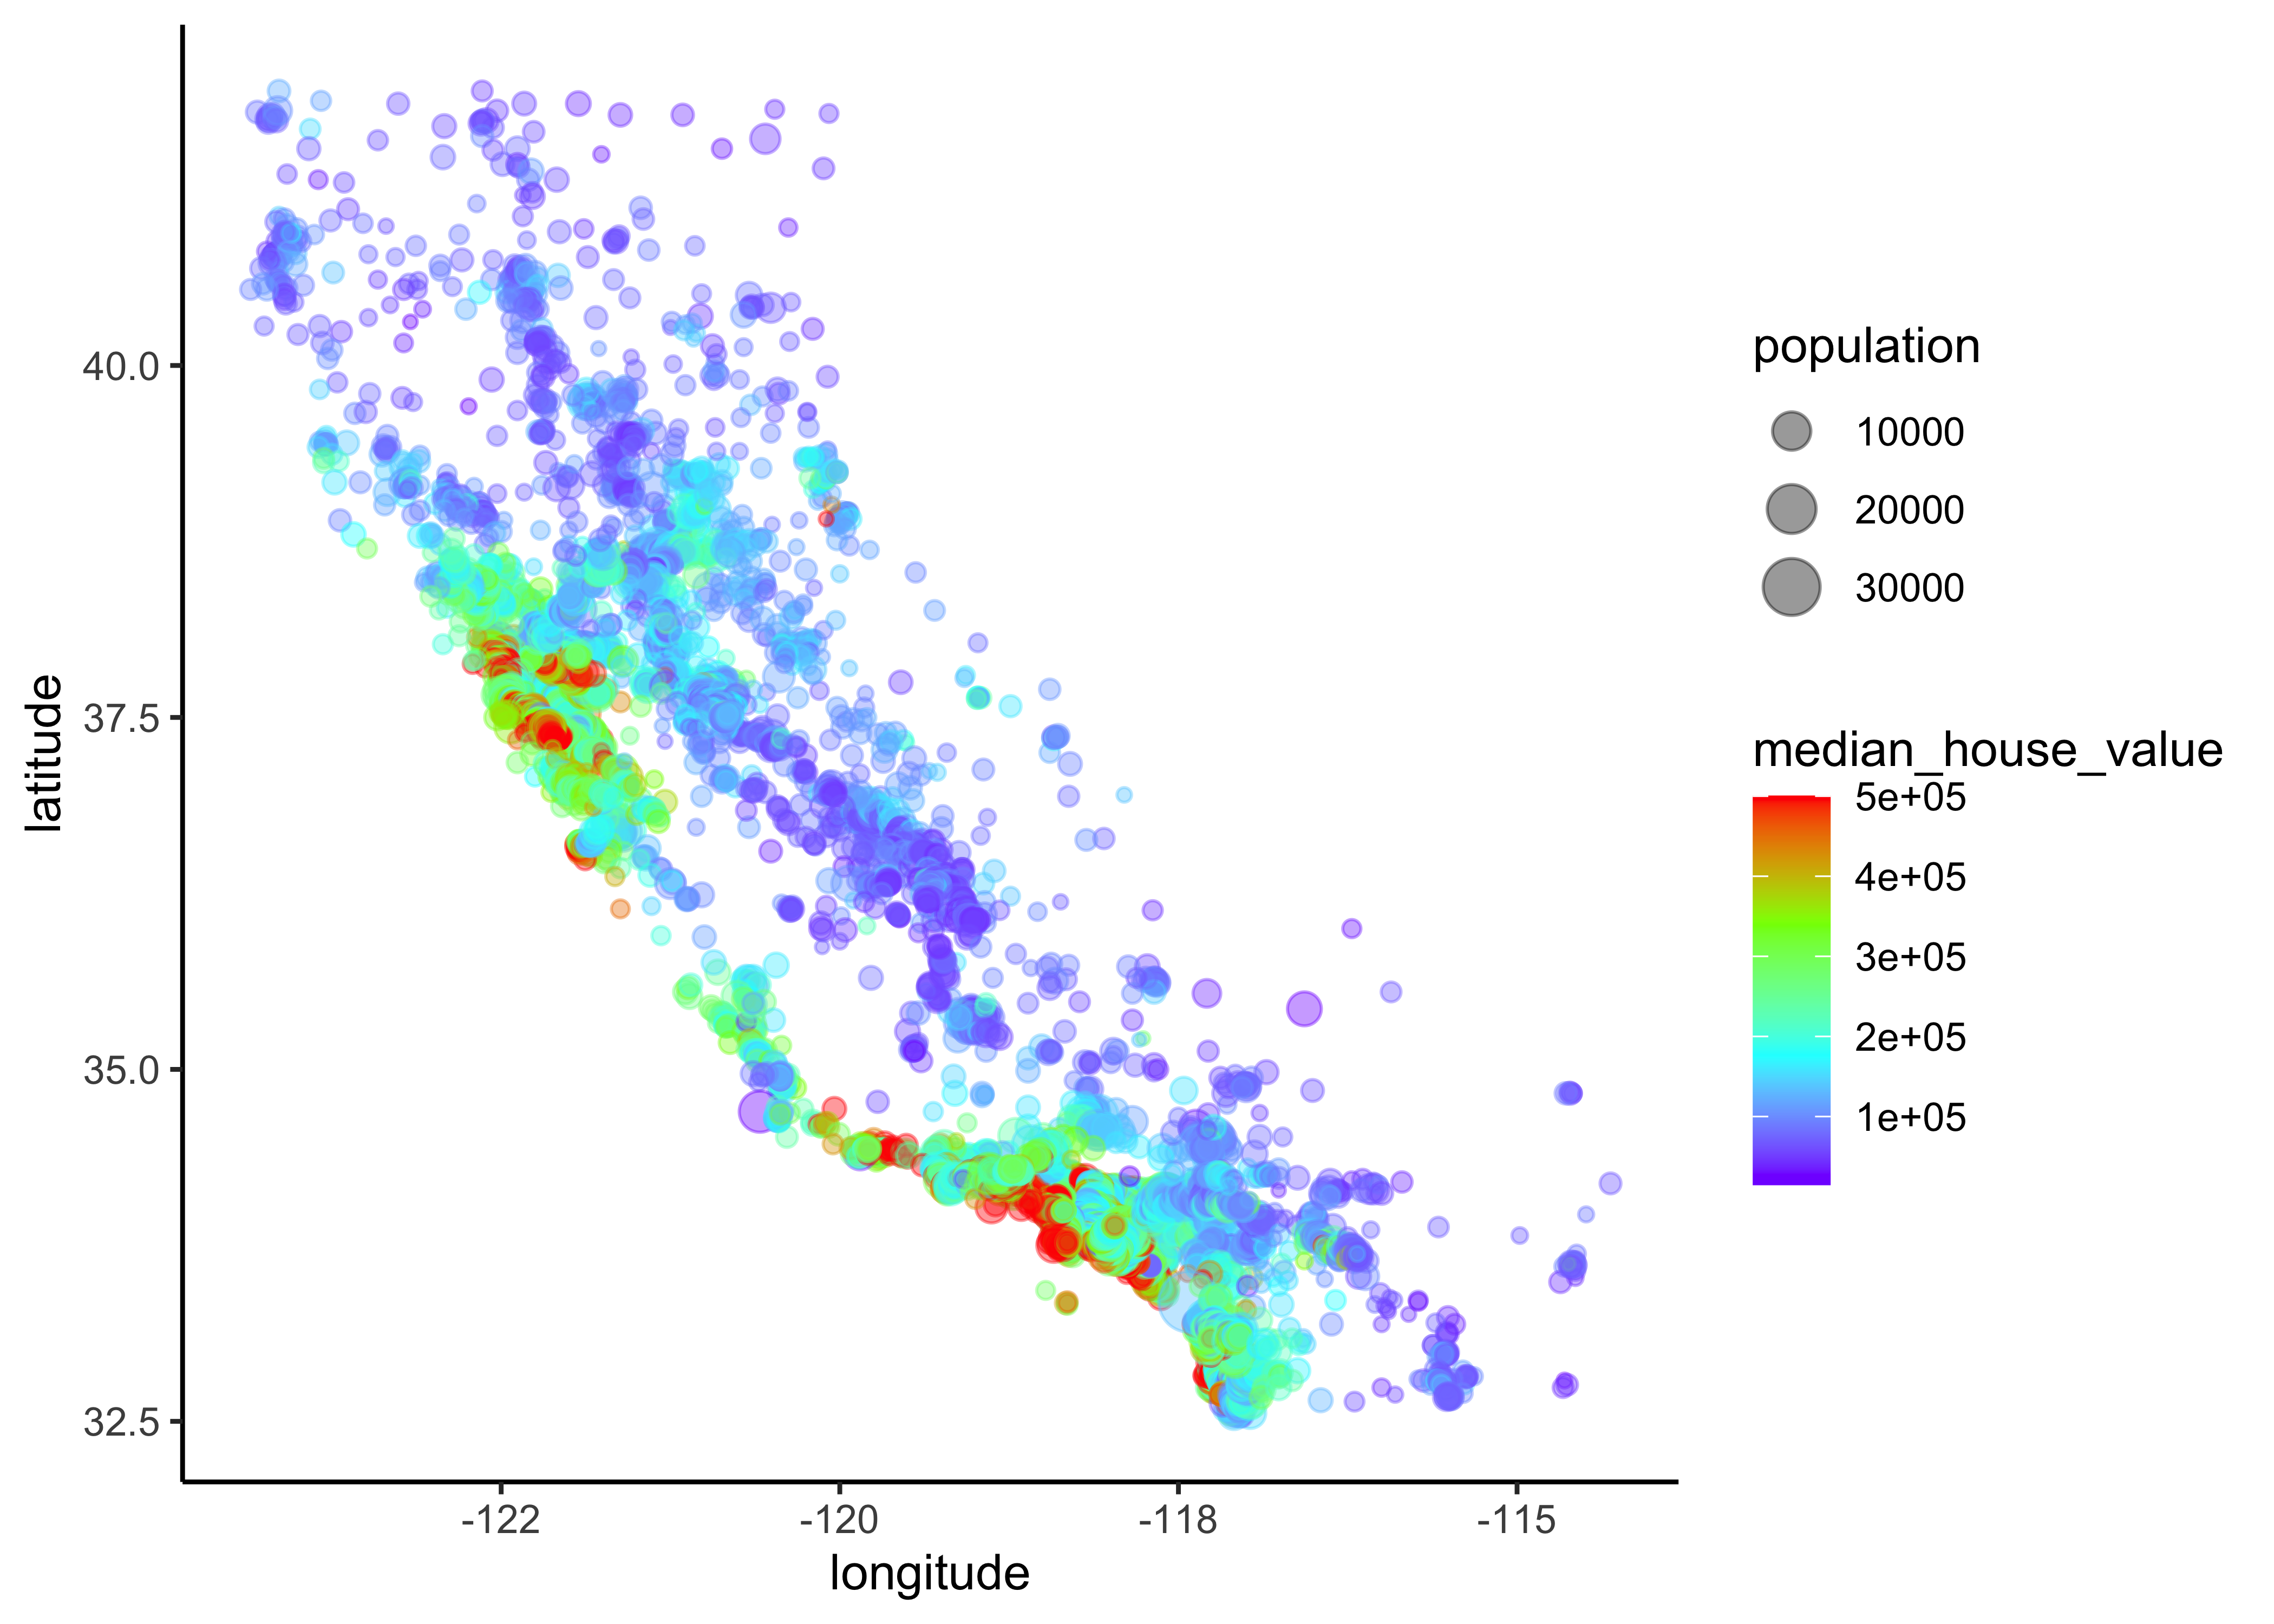 latitude
40.0
37.5
35.0
32.5
-122
-120
-118
-115
longitude
population
10000
20000
30000
median_house_value
5e+05
4e+05
3e+05
2e+05
1e+05